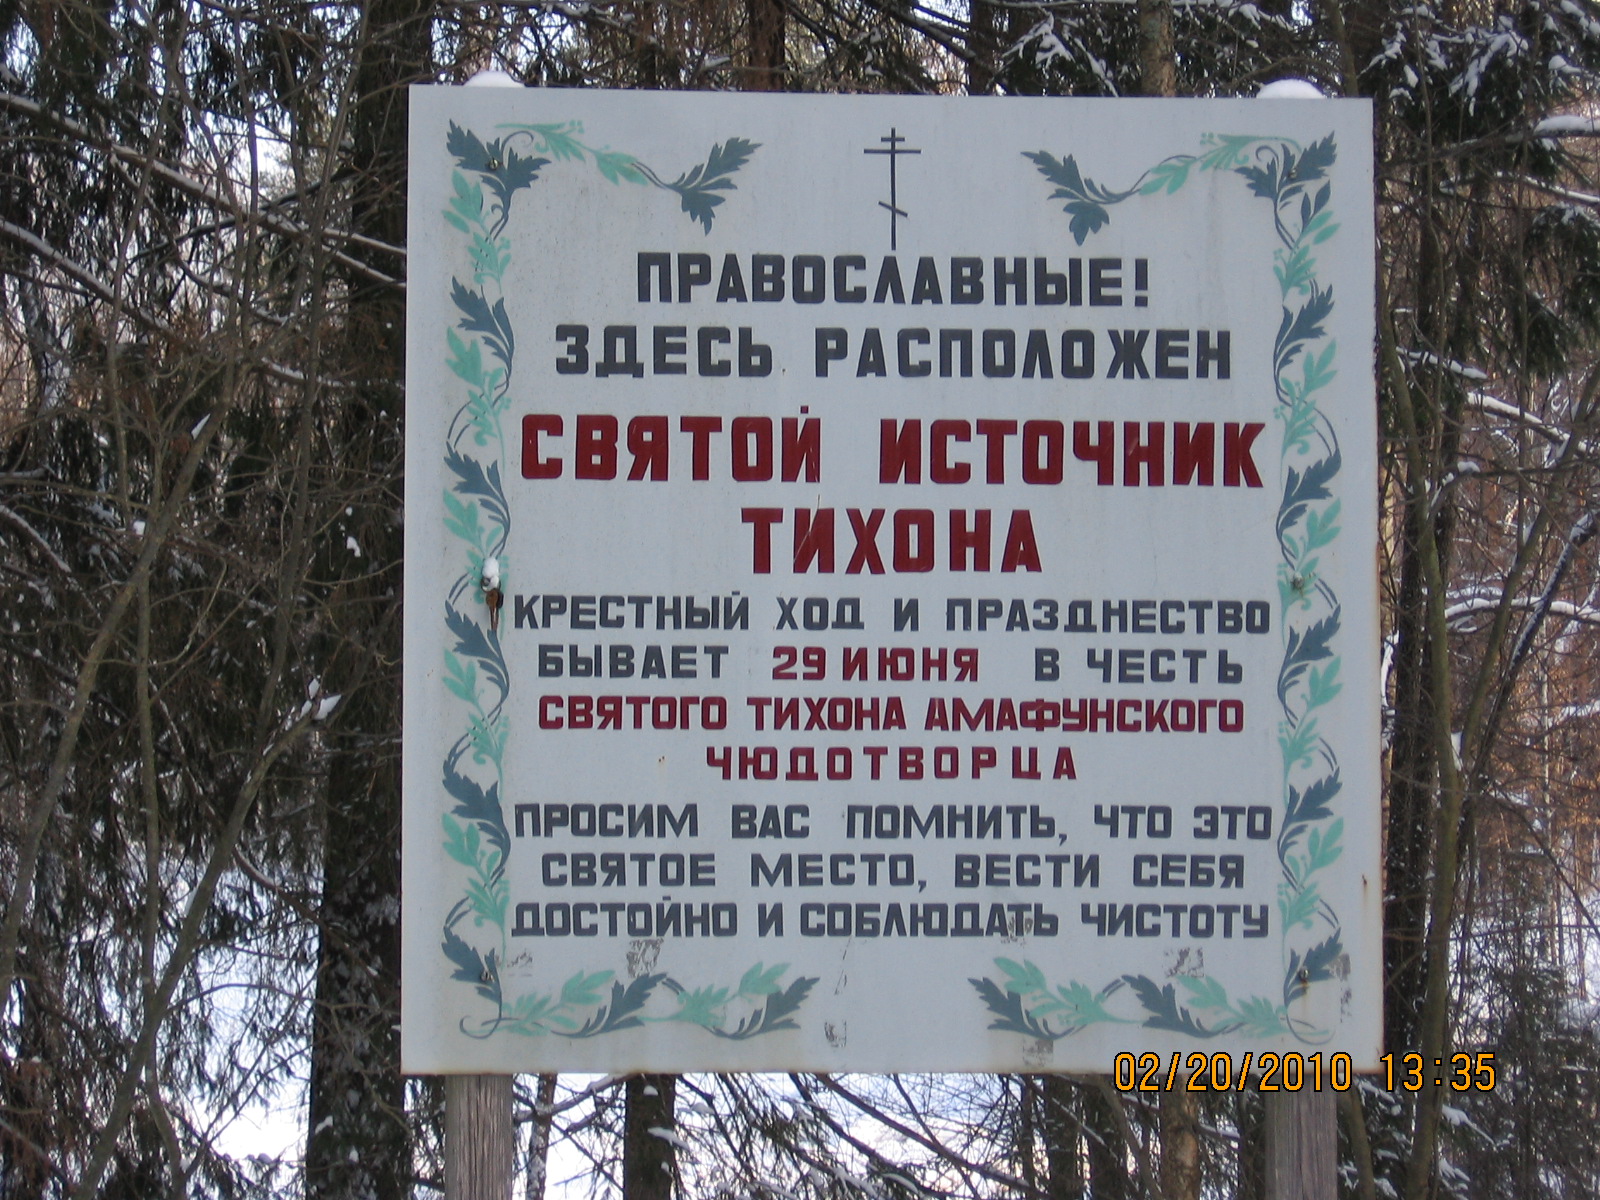 ПРАВОСЛАВНЫЕ!
ЗДЕСЬ РАСПОЛОЖЕН
СВЯТОЙ ИСТОЧНИК
ТИХОНА
КРЕСТНЫЙ ХОД И ПРАЗДНЕСТВО
БЫВАЕТ 29 ИЮНЯ В ЧЕСТЬ
СВЯТОГО ТИХОНА АМАФУНСКОГО
ЧЮДОТВОРЦА
ПРОСИМ ВАС ПОМНИТЬ, ЧТО ЭТО
СВЯТОЕ МЕСТО, ВЕСТИ СЕБЯ
ДОСТОЙНО И СОБЛЮДАТЬ ЧИСТОТУ
02/20/2010 13:35